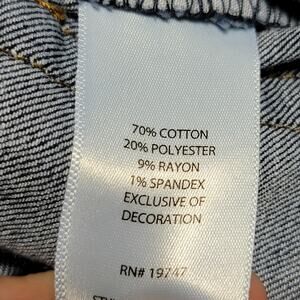 70% COTTON
20% POLYESTER
9% RAYON
1% SPANDEX
EXCLUSIVE OF
DECORATION
RN# 19747